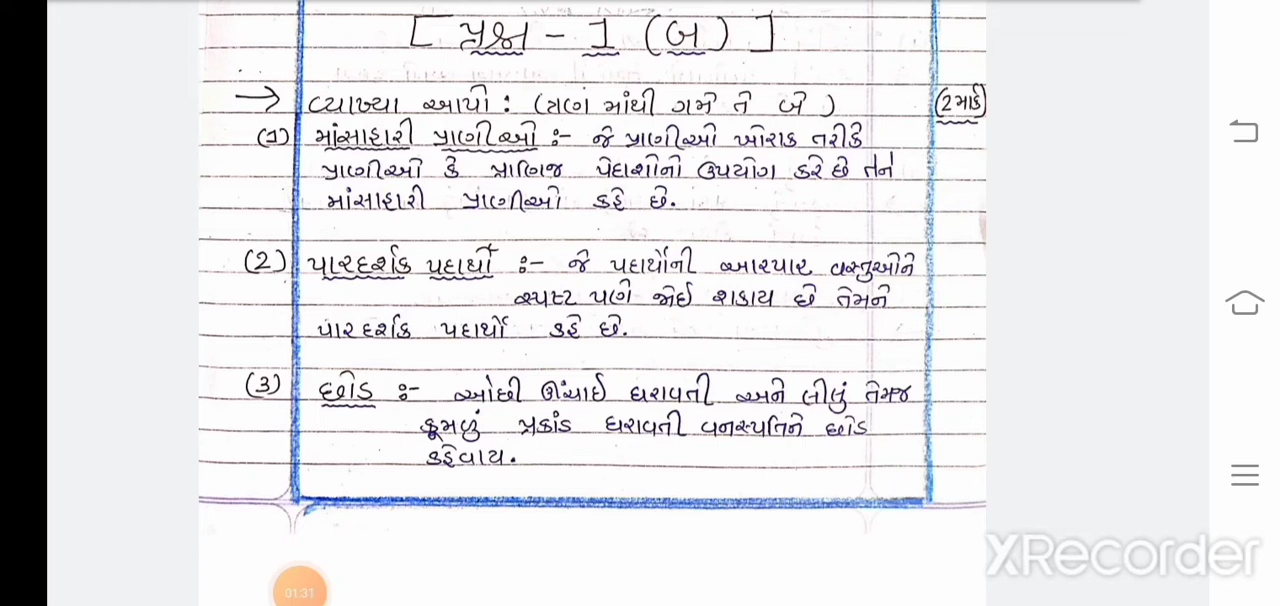 [ પ્રશ્ન - 1 (બ) ]
→ વ્યાખ્યા આપો : (ત્રણ માંથી ગમે તે બે) (2 માર્ક)
(૧) માંસાહારી પ્રાણીઓ :- જે પ્રાણીઓ ખોરાક તરીકે
પ્રાણીઓ કે પ્રાણિજ પેદાશોનો ઉપયોગ કરે છે તેને
માંસાહારી પ્રાણીઓ કહે છે.
(2) પારદર્શક પદાર્થો :- જે પદાર્થોની આરપાર વસ્તુઓને
સ્પષ્ટ પણે જોઈ શકાય છે તેમને
પારદર્શક પદાર્થો કહે છે.
(3) છોડ :- ઓછી ઊંચાઈ ધરાવતી અને લીલું તેમજ
કૂમળું પ્રકાંડ ધરાવતી વનસ્પતિને છોડ
કહેવાય.
XRecorder
01:31